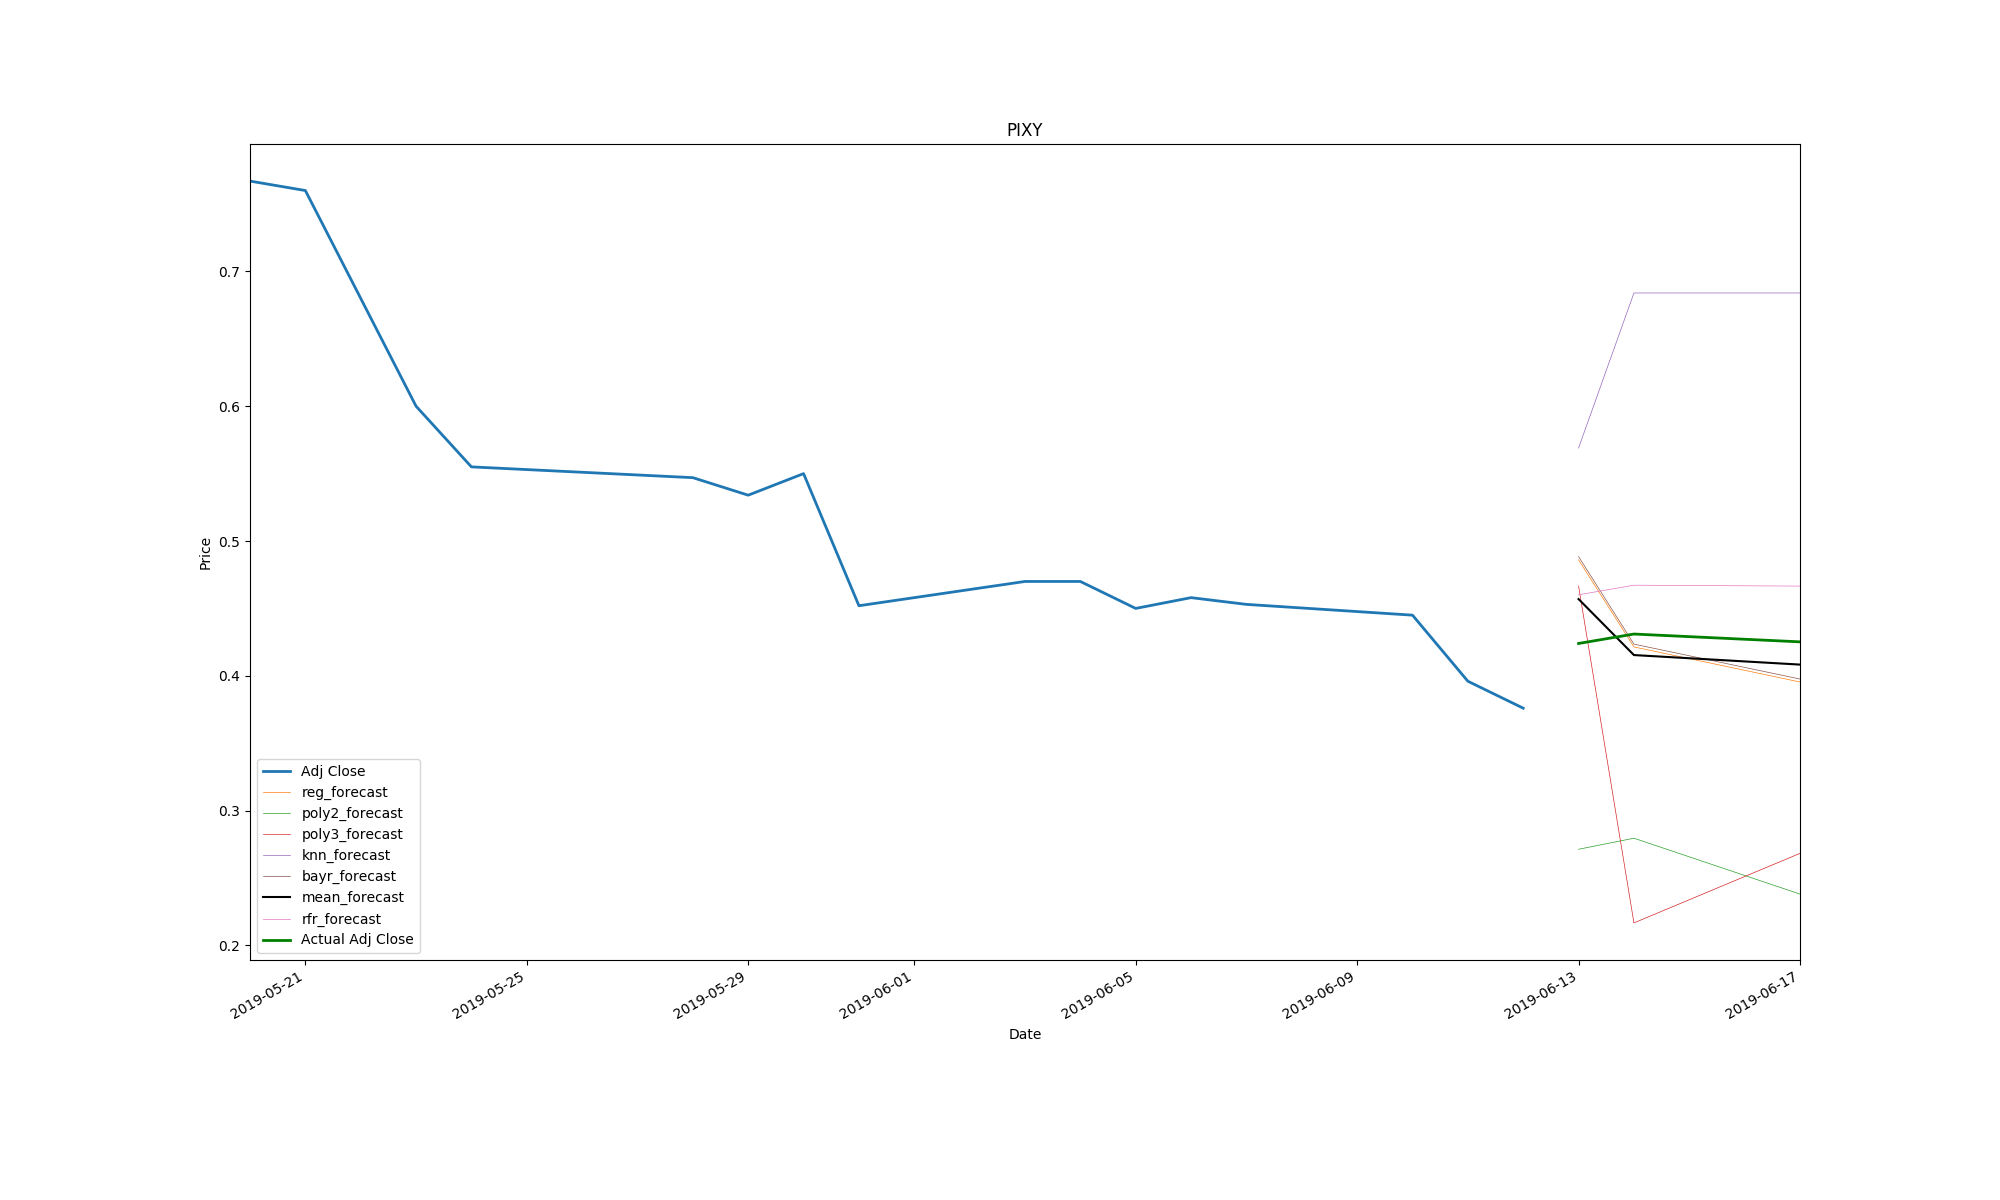 PIXY
0.7
0.6
0.5
0.4
0.3
0.2
Price
Adj Close
reg_forecast
poly2_forecast
poly3_forecast
knn_forecast
bayr_forecast
mean_forecast
rfr_forecast
Actual Adj Close
2019-05-21
2019-05-25
2019-05-29
2019-06-01
2019-06-05
2019-06-09
2019-06-13
2019-06-17
Date